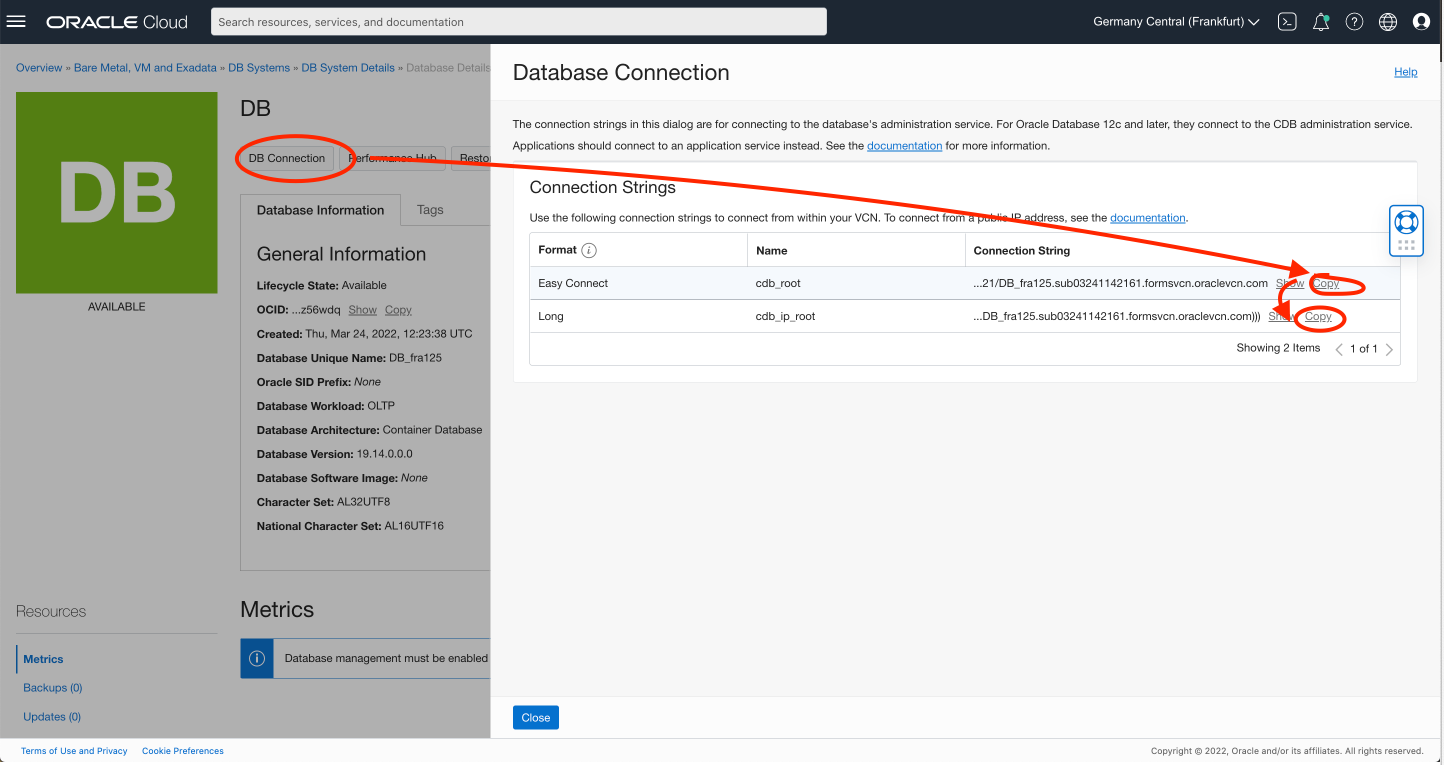 ORACLE Cloud
Search resources, services, and documentation
Germany Central (Frankfurt)
Overview » Bare Metal, VM and Exadata » DB Systems » DB System Details » Database Details
DB
AVAILABLE
DB
DB Connection
Performance Hub
Resto
Database Information
Tags
General Information
Lifecycle State: Available
OCID: ...z56wdq Show Copy
Created: Thu, Mar 24, 2022, 12:23:38 UTC
Database Unique Name: DB_fra125
Oracle SID Prefix: None
Database Workload: OLTP
Database Architecture: Container Database
Database Version: 19.14.0.0.0
Database Software Image: None
Character Set: AL32UTF8
National Character Set: AL16UTF16
Resources
Metrics
Backups (0)
Updates (0)
Metrics
Database management must be enabled
Database Connection
Help
The connection strings in this dialog are for connecting to the database's administration service. For Oracle Database 12c and later, they connect to the CDB administration service.
Applications should connect to an application service instead. See the documentation for more information.
Connection Strings
Use the following connection strings to connect from within your VCN. To connect from a public IP address, see the documentation.
Format Name Connection String
Easy Connect cdb_root ...21/DB_fra125.sub03241142161.formsvcn.oraclevcn.com Show Copy
Long cdb_ip_root ...DB_fra125.sub03241142161.formsvcn.oraclevcn.com))) Show Copy
Showing 2 Items 1 of 1
Close
Terms of Use and Privacy Cookie Preferences
Copyright © 2022, Oracle and/or its affiliates. All rights reserved.